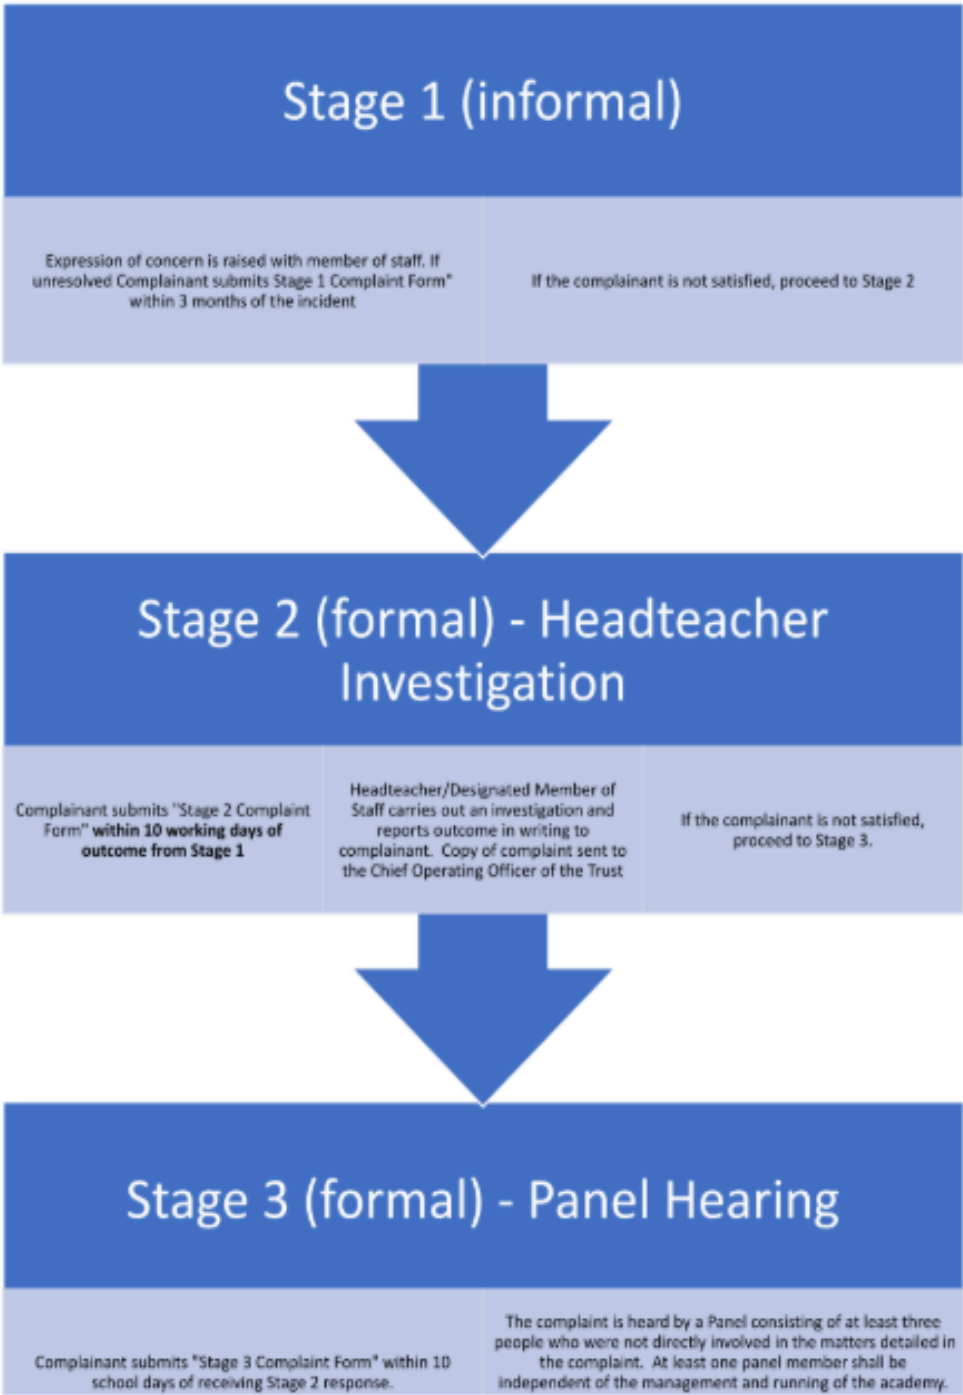 Stage 1 (informal)
Expression of concern is raised with member of staff. If
unresolved Complainant submits Stage 1 Complaint Form"
within 3 months of the incident
If the complainant is not satisfied, proceed to Stage 2
Stage 2 (formal) - Headteacher
Investigation
Complainant submits "Stage 2 Complaint
Form" within 10 working days of
outcome from Stage 1
Headteacher/Designated Member of
Staff carries out an investigation and
reports outcome in writing to
complainant. Copy of complaint sent to
the Chief Operating Officer of the Trust
If the complainant is not satisfied,
proceed to Stage 3.
Stage 3 (formal) - Panel Hearing
Complainant submits "Stage 3 Complaint Form" within 10
school days of receiving Stage 2 response.
The complaint is heard by a Panel consisting of at least three
people who were not directly involved in the matters detailed in
the complaint. At least one panel member shall be
independent of the management and running of the academy.